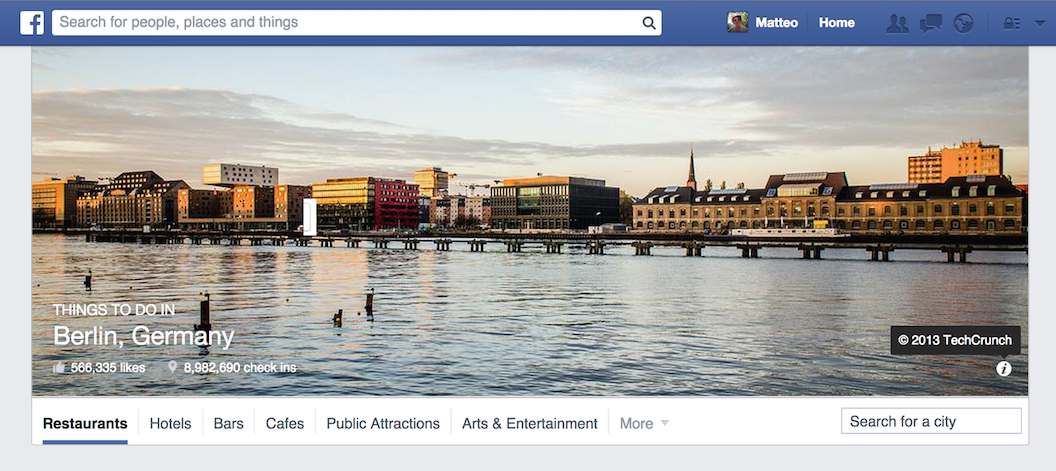 f
Search for people, places and things
Matteo
Home
THINGS TO DO IN
Berlin, Germany
566,335 likes
8,982,690 check ins
© 2013 TechCrunch
i
Restaurants
Hotels
Bars
Cafes
Public Attractions
Arts & Entertainment
More
Search for a city